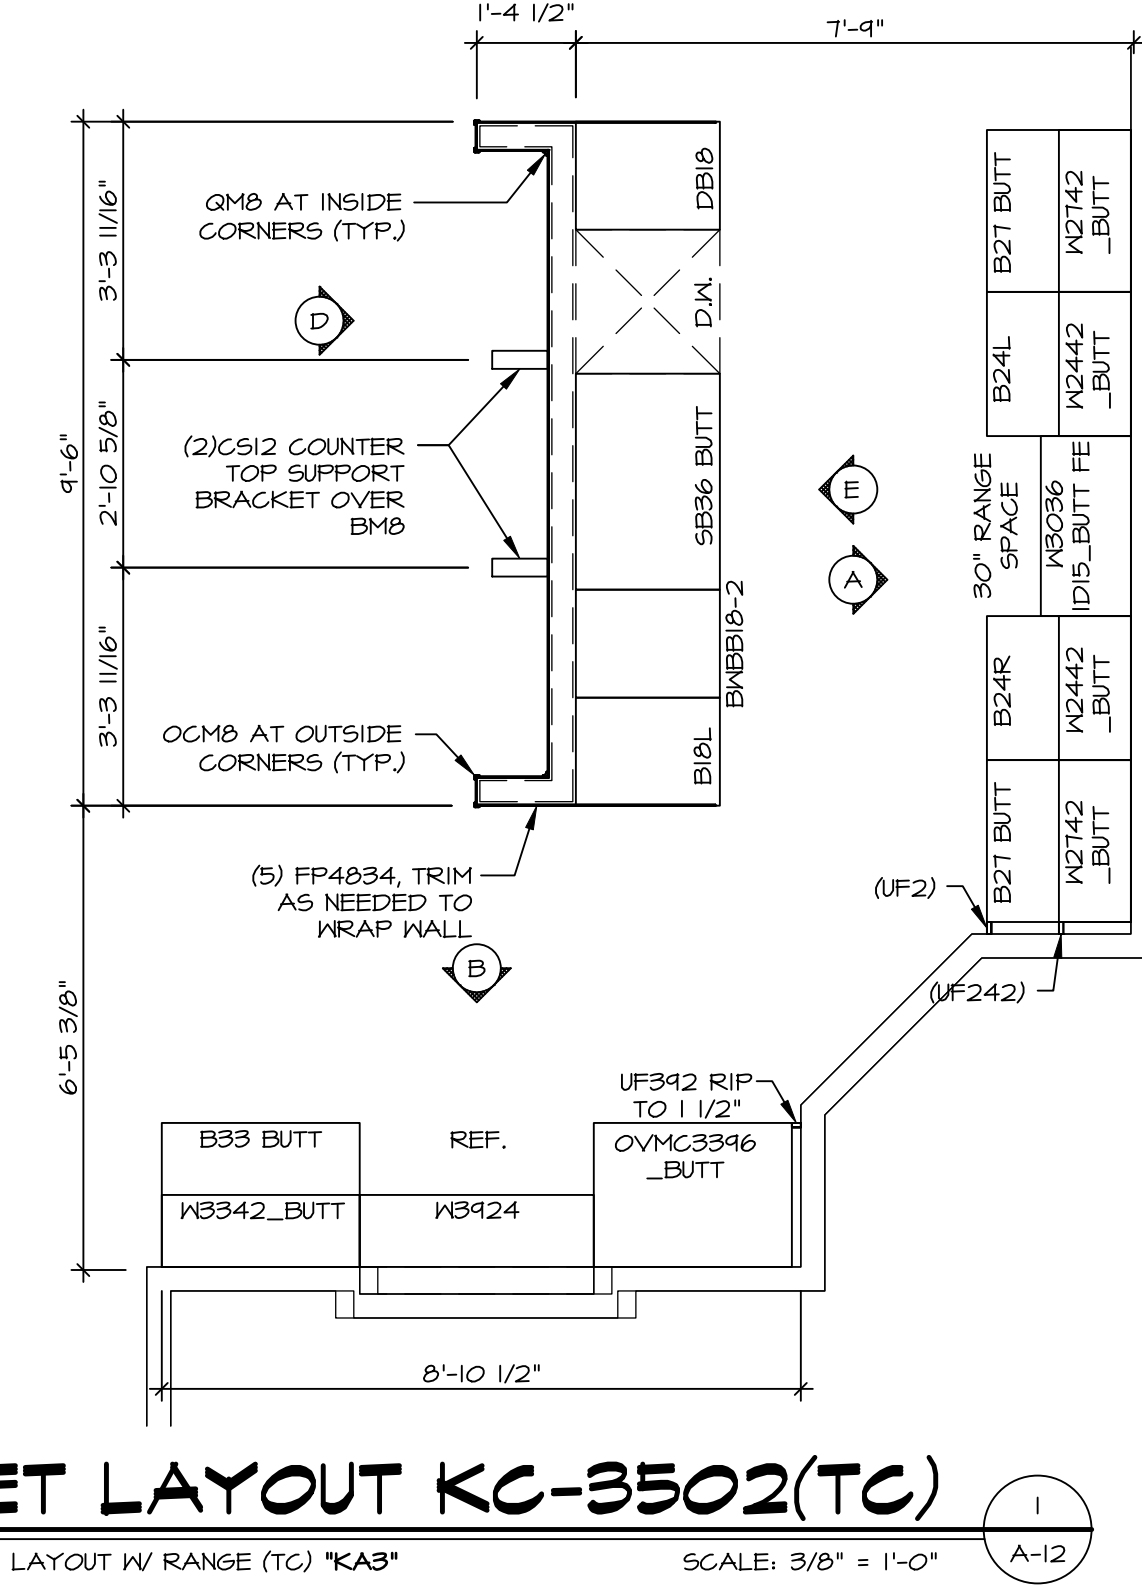 1'-4 1/2"
7'-9"
3'-3 11/16"
QM8 AT INSIDE
CORNERS (TYP.)
DB18
B27 BUTT
W2742
_BUTT
D
D.W.
B24L
W2442
_BUTT
9'-6"
2'-10 5/8"
(2)CS12 COUNTER
TOP SUPPORT
BRACKET OVER
BM8
SB36 BUTT
E
A
30" RANGE
SPACE
W3036
1D15_BUTT FE
BWBB18-2
3'-3 11/16"
OCM8 AT OUTSIDE
CORNERS (TYP.)
B18L
B24R
W2442
_BUTT
B27 BUTT
W2742
_BUTT
(5) FP4834, TRIM
AS NEEDED TO
WRAP WALL
(UF2)
B
(UF242)
6'-5 3/8"
UF392 RIP
TO 1 1/2"
B33 BUTT
REF.
OVMC3396
_BUTT
W3342_BUTT
W3924
8'-10 1/2"
ET LAYOUT KC-3502(TC)
1
A-12
LAYOUT W/ RANGE (TC) "KA3"
SCALE: 3/8" = 1'-0"